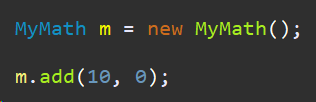 MyMath m = new MyMath();
m.add(10, 0);